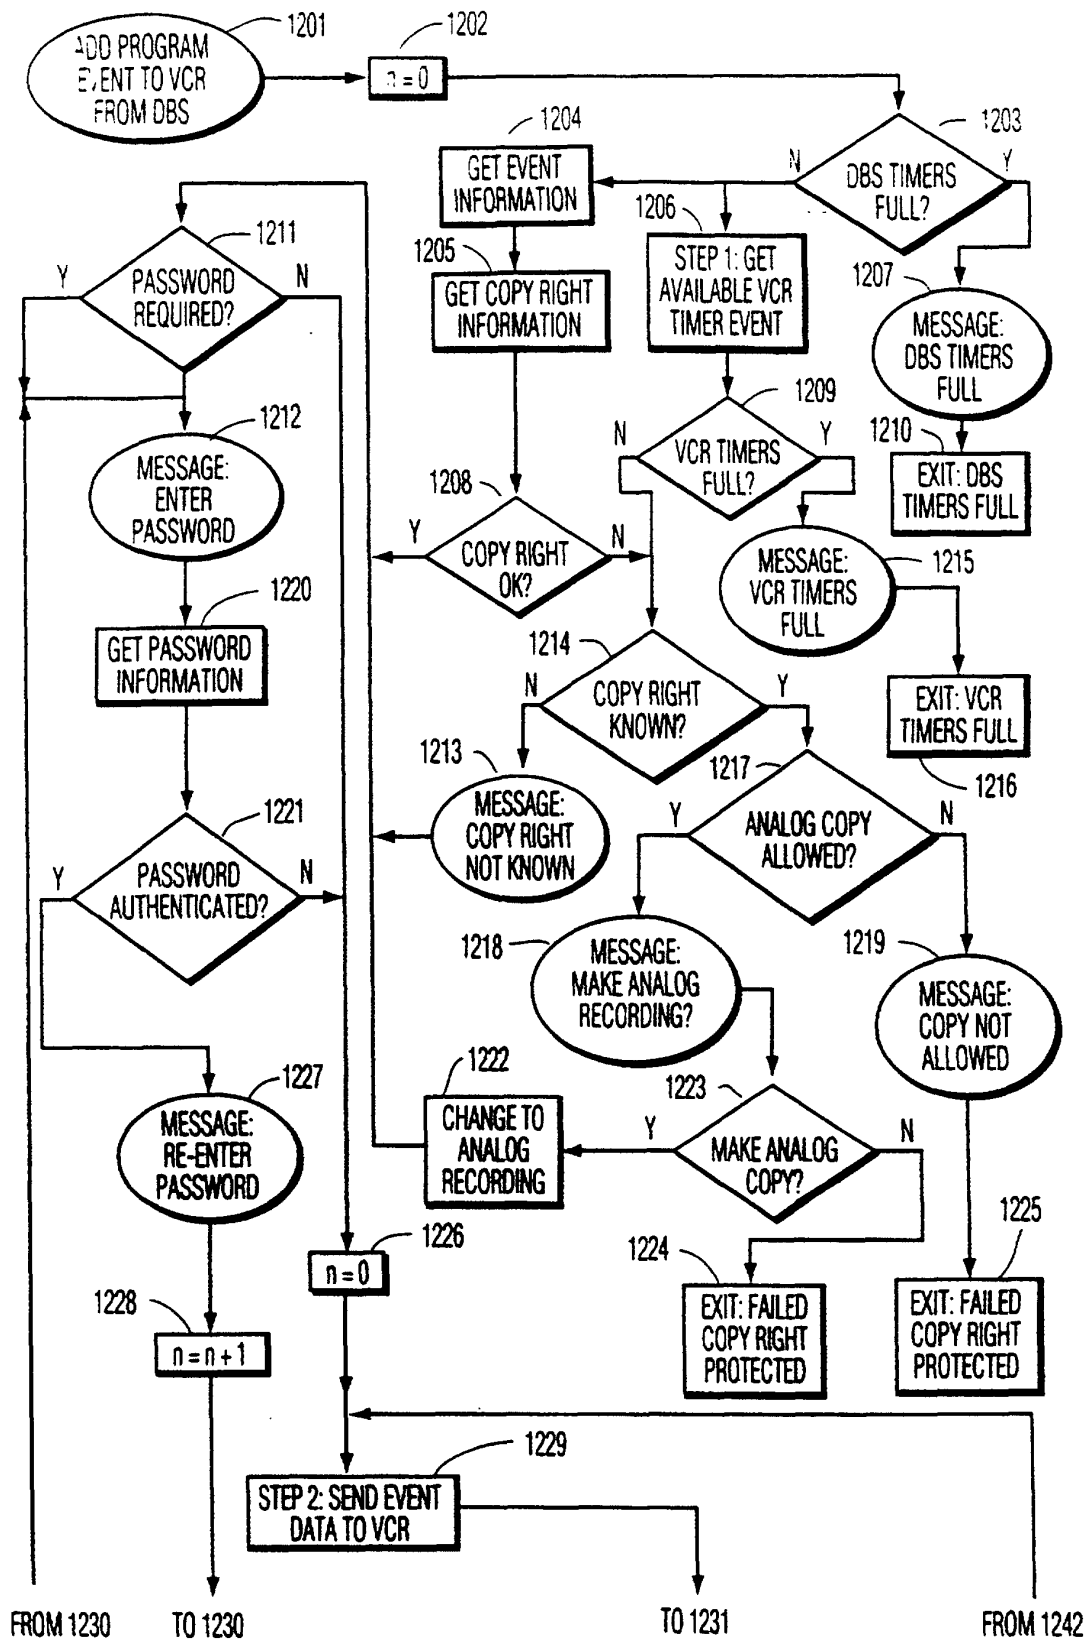 1201
ADD PROGRAM
EVENT TO VCR
FROM DBS
1202
n = 0
1203
DBS TIMERS
FULL?
N
Y
1204
GET EVENT
INFORMATION
1205
GET COPY RIGHT
INFORMATION
1206
STEP 1: GET
AVAILABLE VCR
TIMER EVENT
1207
MESSAGE:
DBS TIMERS
FULL
1208
COPY RIGHT
OK?
Y
N
1209
VCR TIMERS
FULL?
N
Y
1210
EXIT: DBS
TIMERS FULL
1211
PASSWORD
REQUIRED?
Y
N
1212
MESSAGE:
ENTER
PASSWORD
1213
MESSAGE:
COPY RIGHT
NOT KNOWN
1214
COPY RIGHT
KNOWN?
N
Y
1215
MESSAGE:
VCR TIMERS
FULL
EXIT: VCR
TIMERS FULL
1216
1217
ANALOG COPY
ALLOWED?
Y
N
1218
MESSAGE:
MAKE ANALOG
RECORDING?
1219
MESSAGE:
COPY NOT
ALLOWED
1220
GET PASSWORD
INFORMATION
1221
PASSWORD
AUTHENTICATED?
Y
N
1222
CHANGE TO
ANALOG
RECORDING
1223
MAKE ANALOG
COPY?
Y
N
1224
EXIT: FAILED
COPY RIGHT
PROTECTED
1225
EXIT: FAILED
COPY RIGHT
PROTECTED
1226
n = 0
1227
MESSAGE:
RE-ENTER
PASSWORD
1228
n = n + 1
1229
STEP 2: SEND EVENT
DATA TO VCR
FROM 1230
TO 1230
TO 1231
FROM 1242